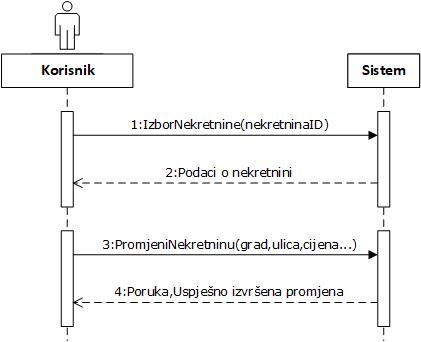 Korisnik
Sistem
1:IzborNekretnine(nekretninaID)
2:Podaci o nekretnini
3:PromjeniNekretninu(grad,ulica,cijena...)
4:Poruka,Uspješno izvršena promjena